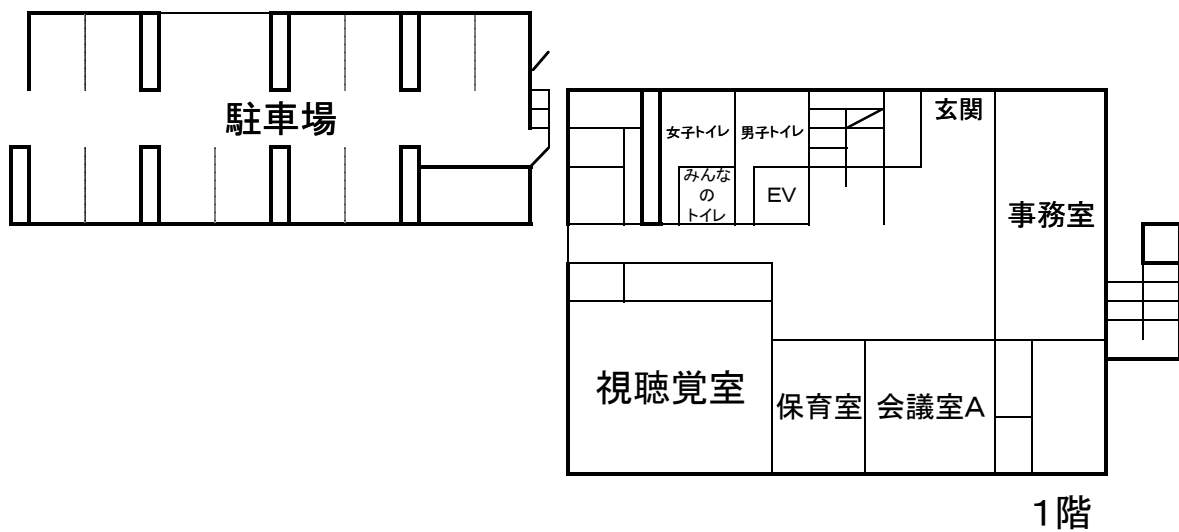 駐車場
女子トイレ
男子トイレ
玄関
みんな
の
トイレ
EV
事務室
視聴覚室
保育室
会議室A
1階